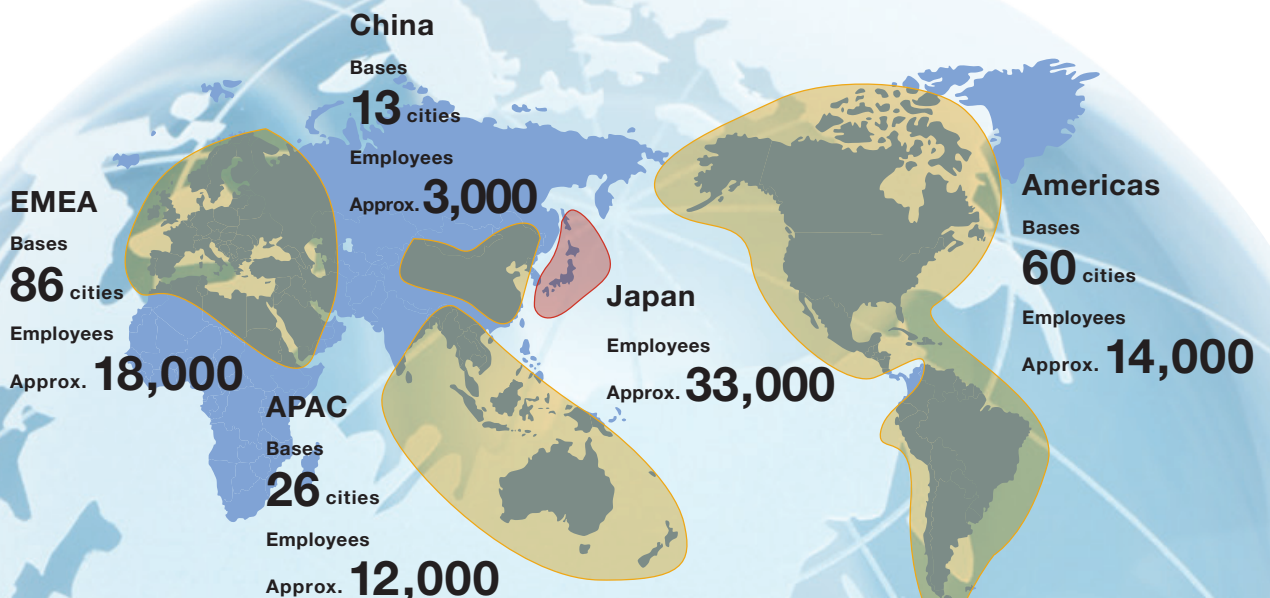 China
Bases
13 cities
Employees
Approx. 3,000
EMEA
Bases
86 cities
Employees
Approx. 18,000
APAC
Bases
26 cities
Employees
Approx. 12,000
Japan
Employees
Approx. 33,000
Americas
Bases
60 cities
Employees
Approx. 14,000